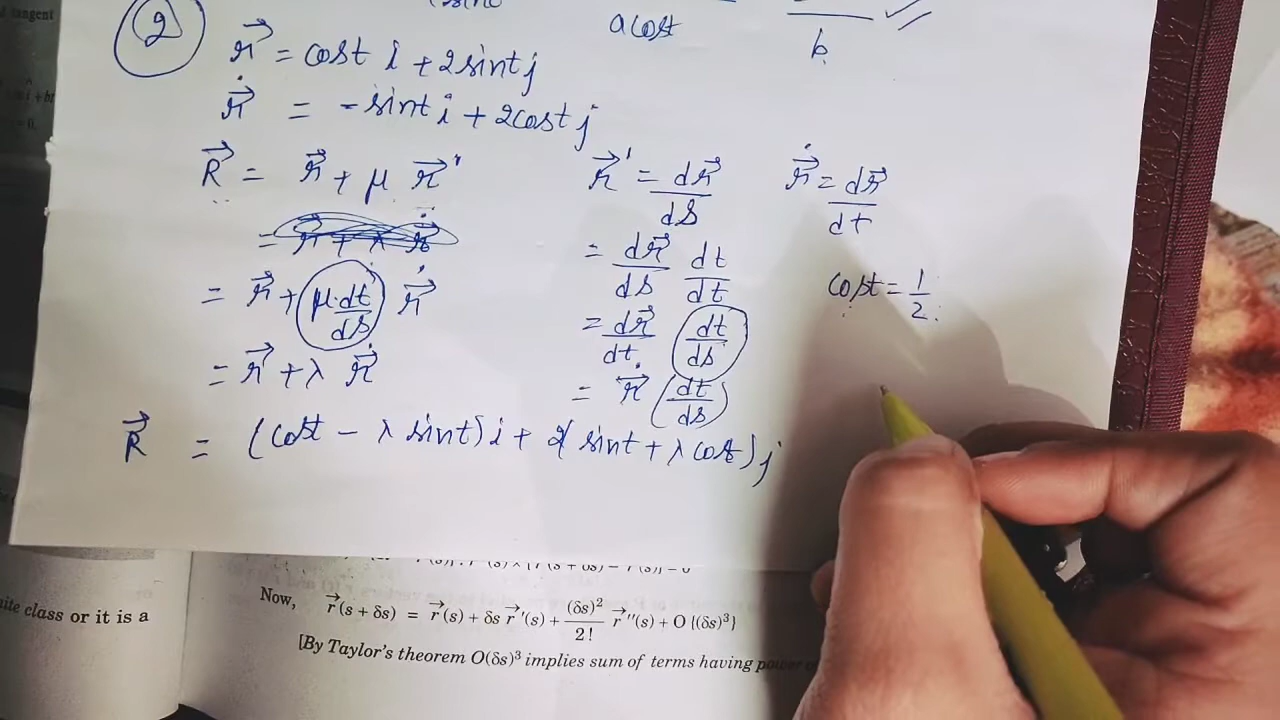 a cost
b
2
r⃗ = cost i + 2sint j
ṙ⃗ = -sint i + 2cost j
R⃗ = r⃗ + μ r⃗'
= r⃗ + μ.dt/ds ṙ⃗
= r⃗ + λ ṙ⃗
R⃗ = (cost - λ sint) i + 2( sint + λ cost) j
r⃗' = dr⃗/ds
= dr⃗/ds dt/dt
= dr⃗/dt dt/ds
= ṙ⃗ (dt/ds)
ṙ⃗ = dr⃗/dt
cost = 1/2
tangent
Now, r⃗(s + δs) = r⃗(s) + δs r⃗'(s) + (δs)²/2! r⃗''(s) + O {(δs)³}
[By Taylor's theorem O(δs)³ implies sum of terms having
class or it is a